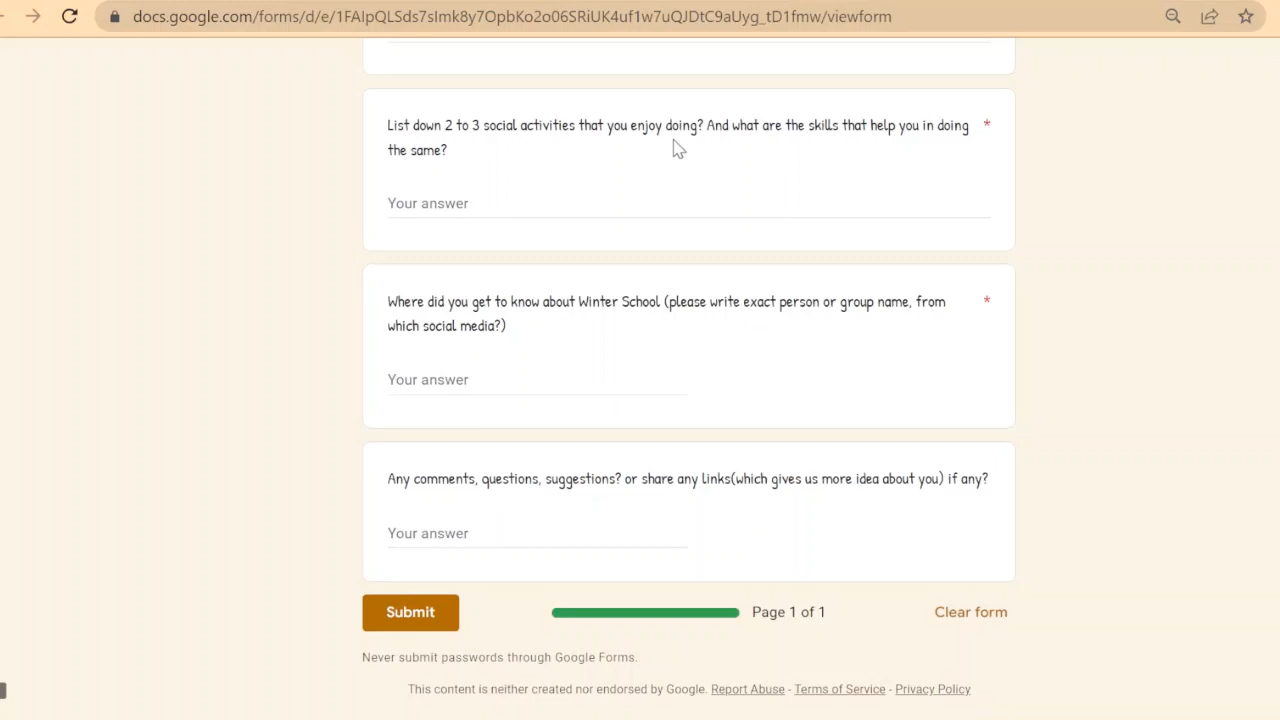 docs.google.com/forms/d/e/1FAIpQLSds7sImk8y7OpbKo2o06SRiUK4uf1w7uQJDtC9aUyg_tD1fmw/viewform
List down 2 to 3 social activities that you enjoy doing? And what are the skills that help you in doing *
the same?
Your answer
Where did you get to know about Winter School (please write exact person or group name, from *
which social media?)
Your answer
Any comments, questions, suggestions? or share any links(which gives us more idea about you) if any?
Your answer
Submit
Page 1 of 1
Clear form
Never submit passwords through Google Forms.
This content is neither created nor endorsed by Google. Report Abuse - Terms of Service - Privacy Policy